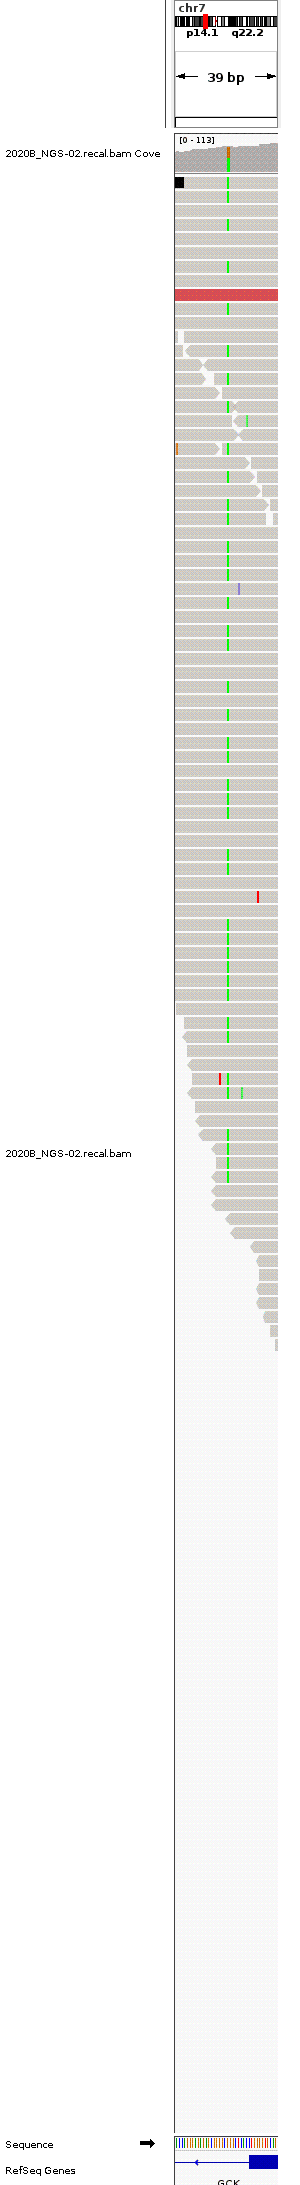 chr7
p14.1 q22.2
39 bp
2020B_NGS-02.recal.bam Cove
[0 - 113]
2020B_NGS-02.recal.bam
Sequence
RefSeq Genes
GCK